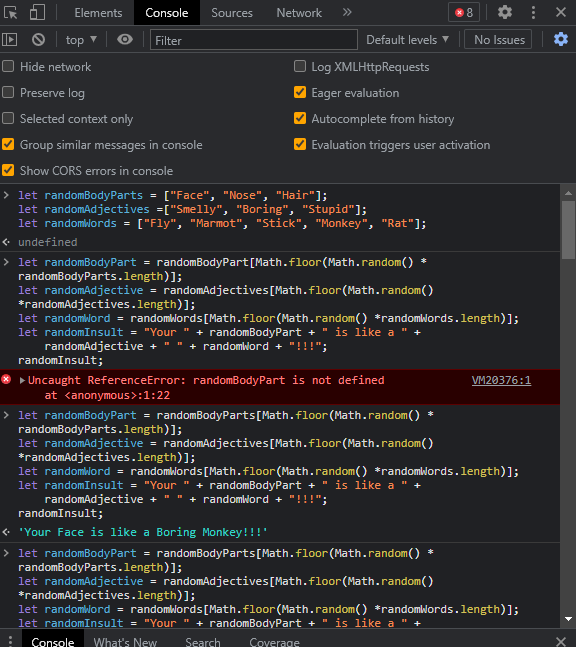 Elements Console Sources Network » 8
top ▼ Filter Default levels ▼ No Issues
Hide network Log XMLHttpRequests
Preserve log Eager evaluation
Selected context only Autocomplete from history
Group similar messages in console Evaluation triggers user activation
Show CORS errors in console
> let randomBodyParts = ["Face", "Nose", "Hair"];
let randomAdjectives =["Smelly", "Boring", "Stupid"];
let randomWords = ["Fly", "Marmot", "Stick", "Monkey", "Rat"];
undefined
> let randomBodyPart = randomBodyPart[Math.floor(Math.random() *
randomBodyParts.length)];
let randomAdjective = randomAdjectives[Math.floor(Math.random()
*randomAdjectives.length)];
let randomWord = randomWords[Math.floor(Math.random() *randomWords.length)];
let randomInsult = "Your " + randomBodyPart + " is like a " +
randomAdjective + " " + randomWord + "!!!";
randomInsult;
Uncaught ReferenceError: randomBodyPart is not defined VM20376:1
at <anonymous>:1:22
> let randomBodyPart = randomBodyParts[Math.floor(Math.random() *
randomBodyParts.length)];
let randomAdjective = randomAdjectives[Math.floor(Math.random()
*randomAdjectives.length)];
let randomWord = randomWords[Math.floor(Math.random() *randomWords.length)];
let randomInsult = "Your " + randomBodyPart + " is like a " +
randomAdjective + " " + randomWord + "!!!";
randomInsult;
'Your Face is like a Boring Monkey!!!'
> let randomBodyPart = randomBodyParts[Math.floor(Math.random() *
randomBodyParts.length)];
let randomAdjective = randomAdjectives[Math.floor(Math.random()
*randomAdjectives.length)];
let randomWord = randomWords[Math.floor(Math.random() *randomWords.length)];
let randomInsult = "Your " + randomBodyPart + " is like a " +
Console What's New Search Coverage